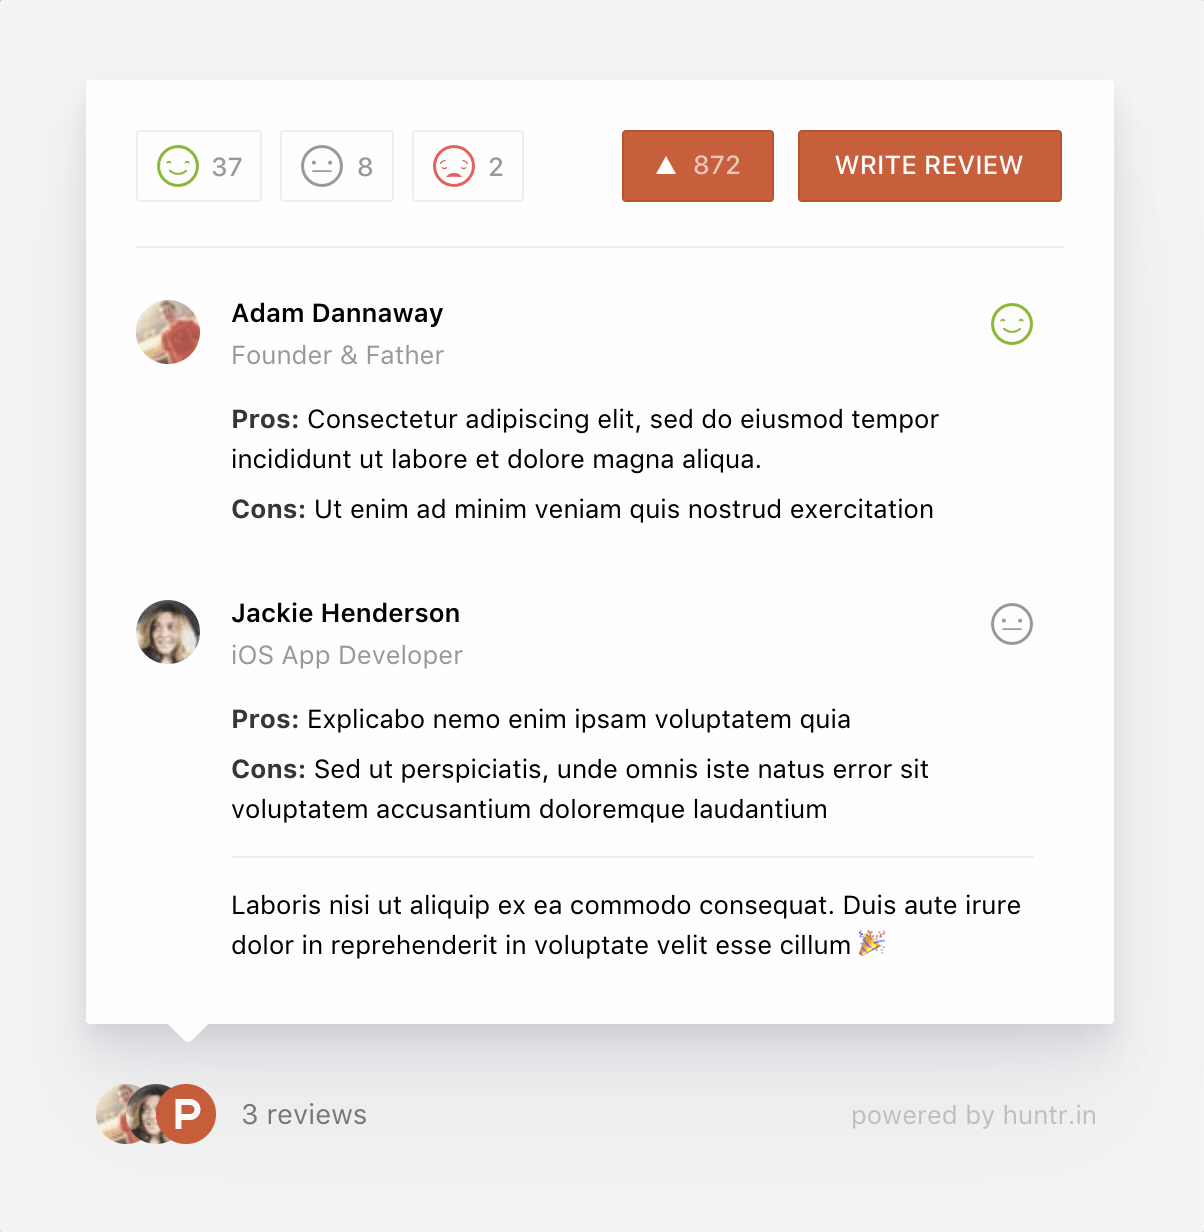 37
8
2
▲ 872
WRITE REVIEW
Adam Dannaway
Founder & Father
Pros: Consectetur adipiscing elit, sed do eiusmod tempor
incididunt ut labore et dolore magna aliqua.
Cons: Ut enim ad minim veniam quis nostrud exercitation
Jackie Henderson
iOS App Developer
Pros: Explicabo nemo enim ipsam voluptatem quia
Cons: Sed ut perspiciatis, unde omnis iste natus error sit
voluptatem accusantium doloremque laudantium
Laboris nisi ut aliquip ex ea commodo consequat. Duis aute irure
dolor in reprehenderit in voluptate velit esse cillum 🎉
P
3 reviews
powered by huntr.in